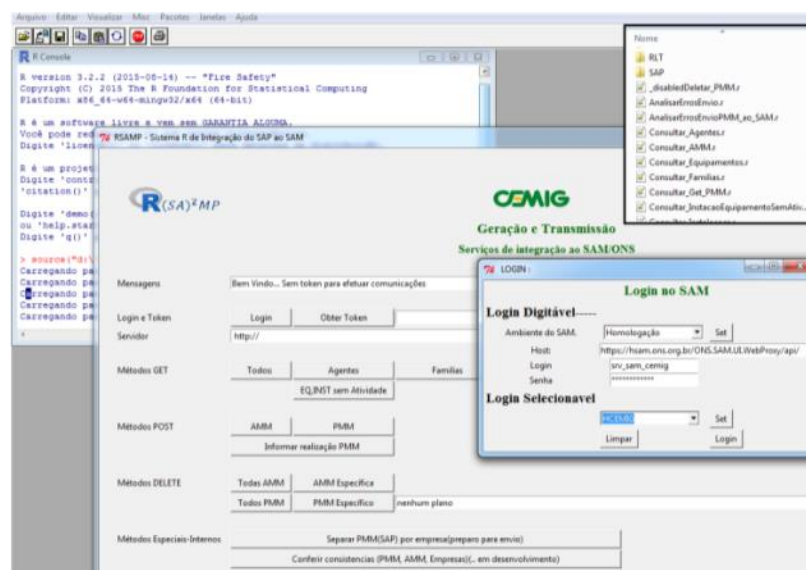 Arquivo Editar Visualizar Misc Pacotes Janelas Ajuda
R Console
R version 3.2.2 (2015-08-14) -- "Fire Safety"
Copyright (C) 2015 The R Foundation for Statistical Computing
Platform: x86_64-w64-mingw32/x64 (64-bit)
R é um software livre e vem sem GARANTIA ALGUMA.
Você pode red
Digite 'licen
R é um projet
Digite 'contr
'citation()'
Digite 'demo(
ou 'help.star
Digite 'q()'
> source("d:\
Carregando pa
Carregando pa
Carregando pa
Carregando pa
Carregando pa
Nome
RLT
SAP
_disabledDeletar_PMM.r
AnalisarErrosEnvio.r
AnalisarErrosEnvioPMM_ao_SAM.r
Consultar_Agentes.r
Consultar_AMM.r
Consultar_Equipamentos.r
Consultar_Familias.r
Consultar_Get_PMM.r
Consultar_InstacaoEquipamentoSemAtiv...
RSAMP - Sistema R de Integração do SAP ao SAM
R(SA)²MP
CEMIG
Geração e Transmissão
Serviços de integração ao SAM/ONS
Mensagens
Bem Vindo... Sem token para efetuar comunicações
Login e Token
Login
Obter Token
Servidor
http://
Métodos GET
Todos
Agentes
Familias
EQ,INST sem Atividade
Métodos POST
AMM
PMM
Informar realização PMM
Métodos DELETE
Todas AMM
AMM Especifica
Todos PMM
PMM Especifico
nenhum plano
Métodos Especiais-Internos
Separar PMM(SAP) por empresa(preparo para envio)
Conferir consistencias (PMM, AMM, Empresas)(.. em desenvolvimento)
LOGIN :
Login no SAM
Login Digitável-----
Ambiente do SAM.
Homologação
Set
Host:
https://hsam.ons.org.br/ONS.SAM.UI.WebProxy/api/
Login
srv_sam_cemig
Senha
************
Login Selecionavel
HCEMIG
Set
Limpar
Login